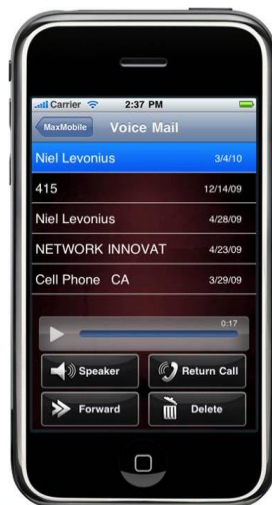 Carrier 2:37 PM
MaxMobile Voice Mail
Niel Levonius 3/4/10
415 12/14/09
Niel Levonius 4/28/09
NETWORK INNOVAT 4/23/09
Cell Phone CA 3/29/09
0:17
Speaker Return Call
Forward Delete